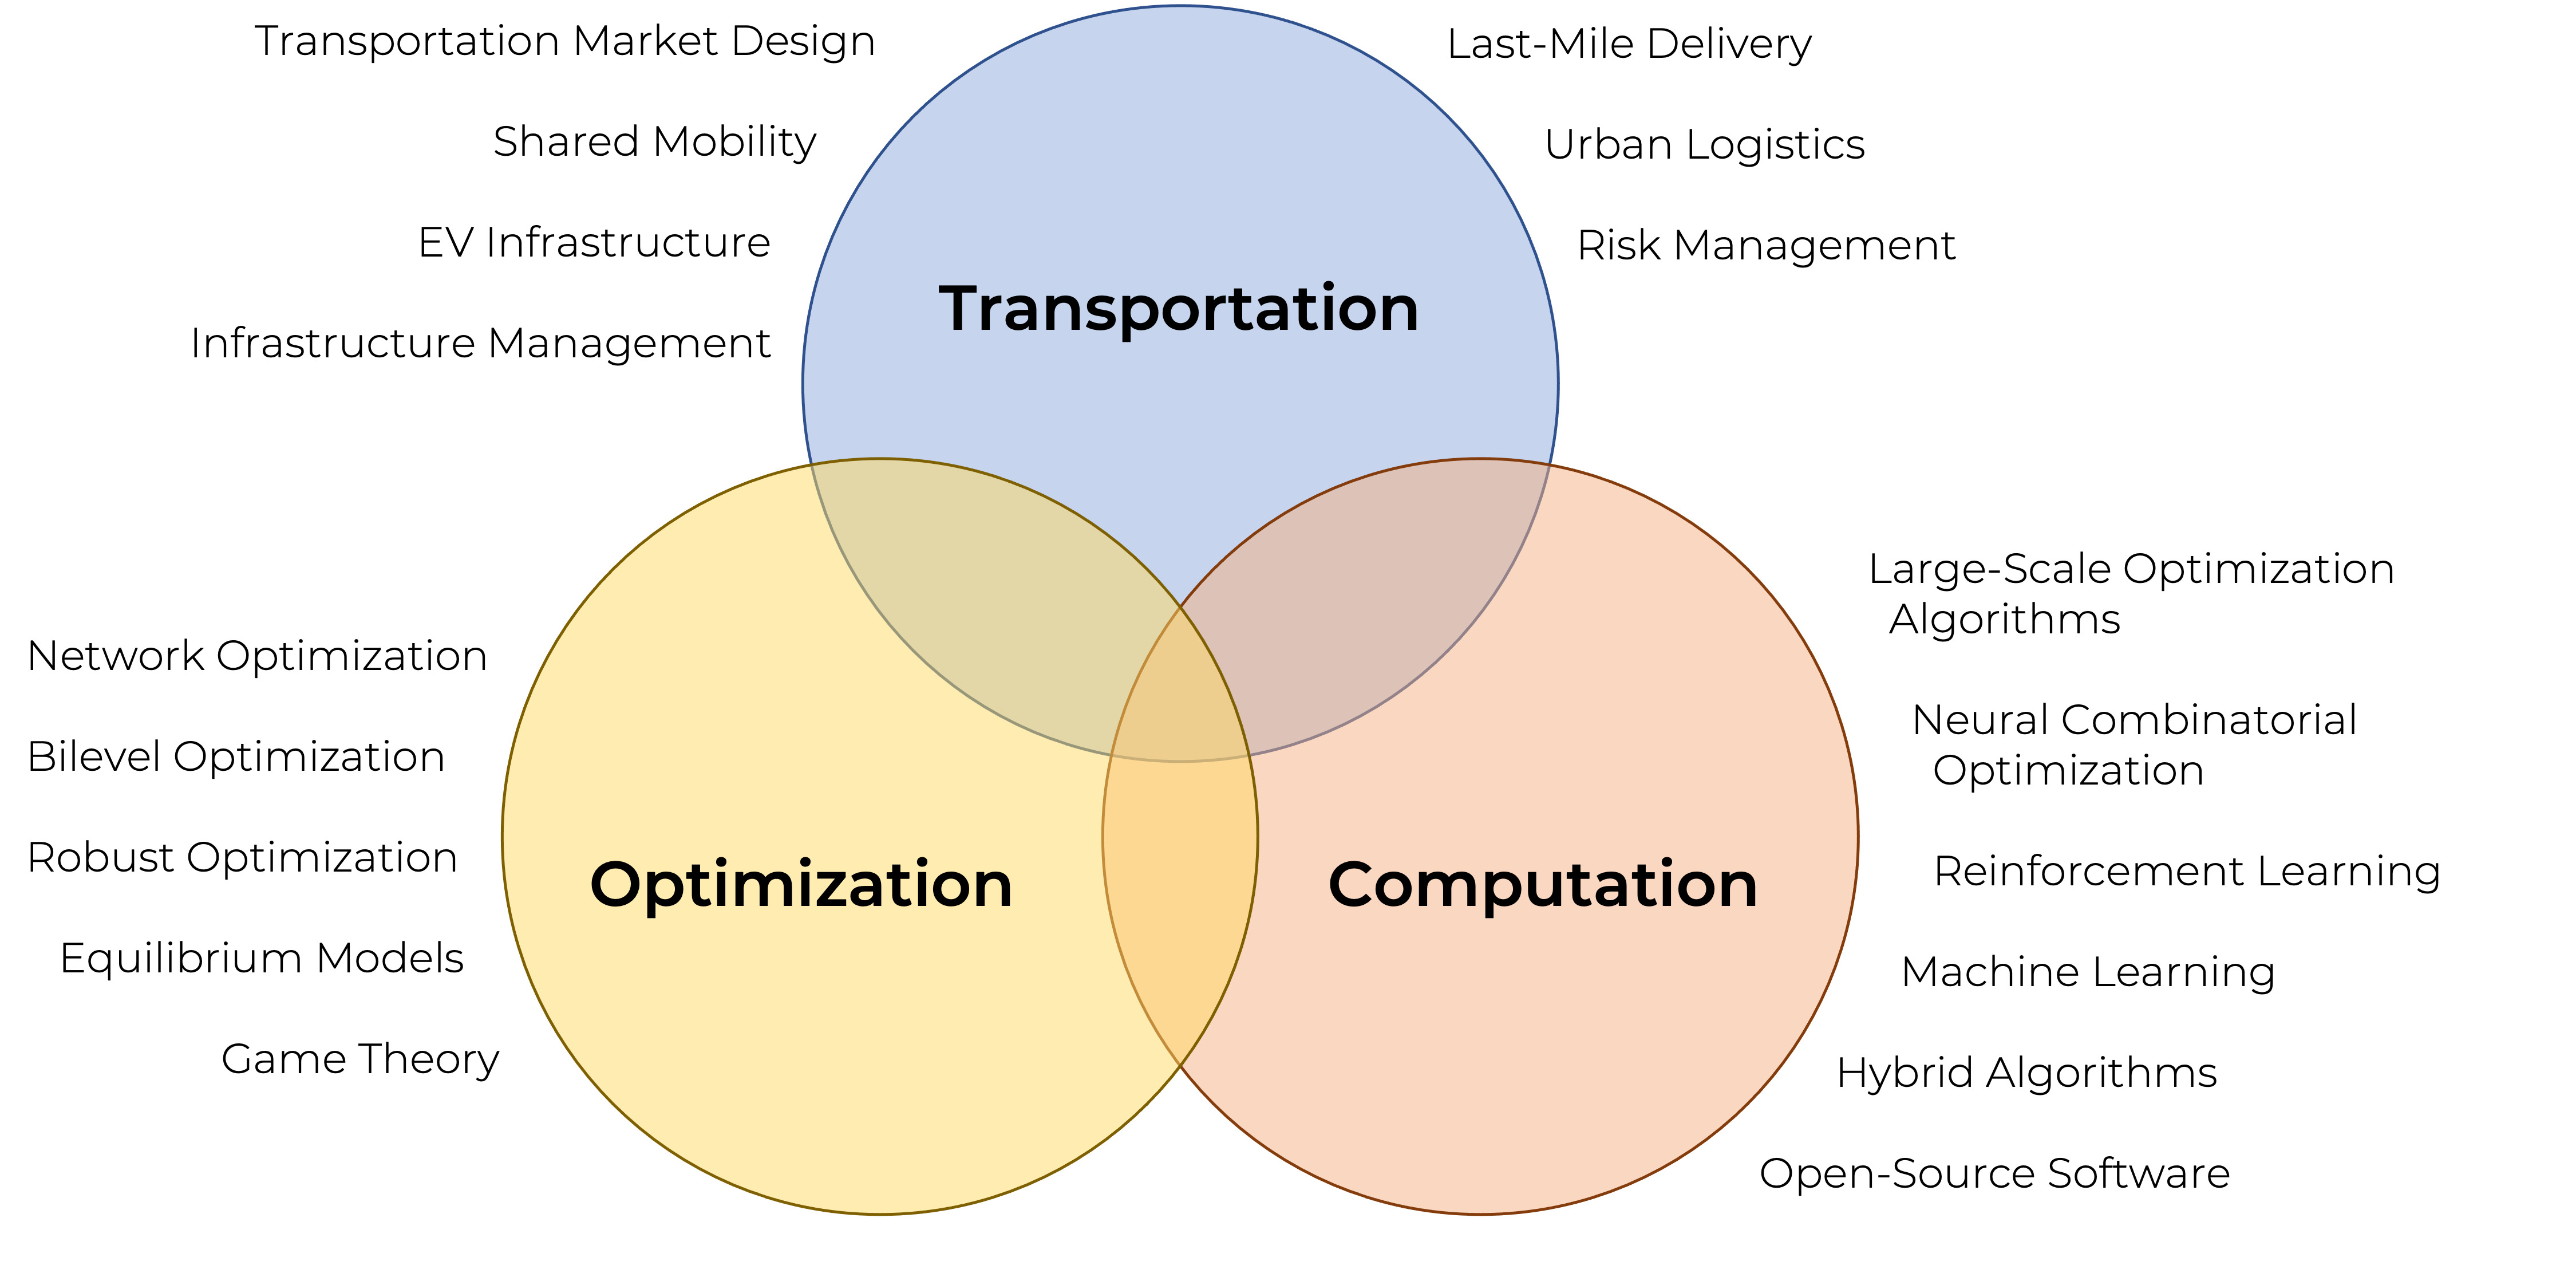 Transportation Market Design
Shared Mobility
EV Infrastructure
Infrastructure Management
Last-Mile Delivery
Urban Logistics
Risk Management
Transportation
Network Optimization
Bilevel Optimization
Robust Optimization
Equilibrium Models
Game Theory
Optimization
Computation
Large-Scale Optimization
Algorithms
Neural Combinatorial
Optimization
Reinforcement Learning
Machine Learning
Hybrid Algorithms
Open-Source Software